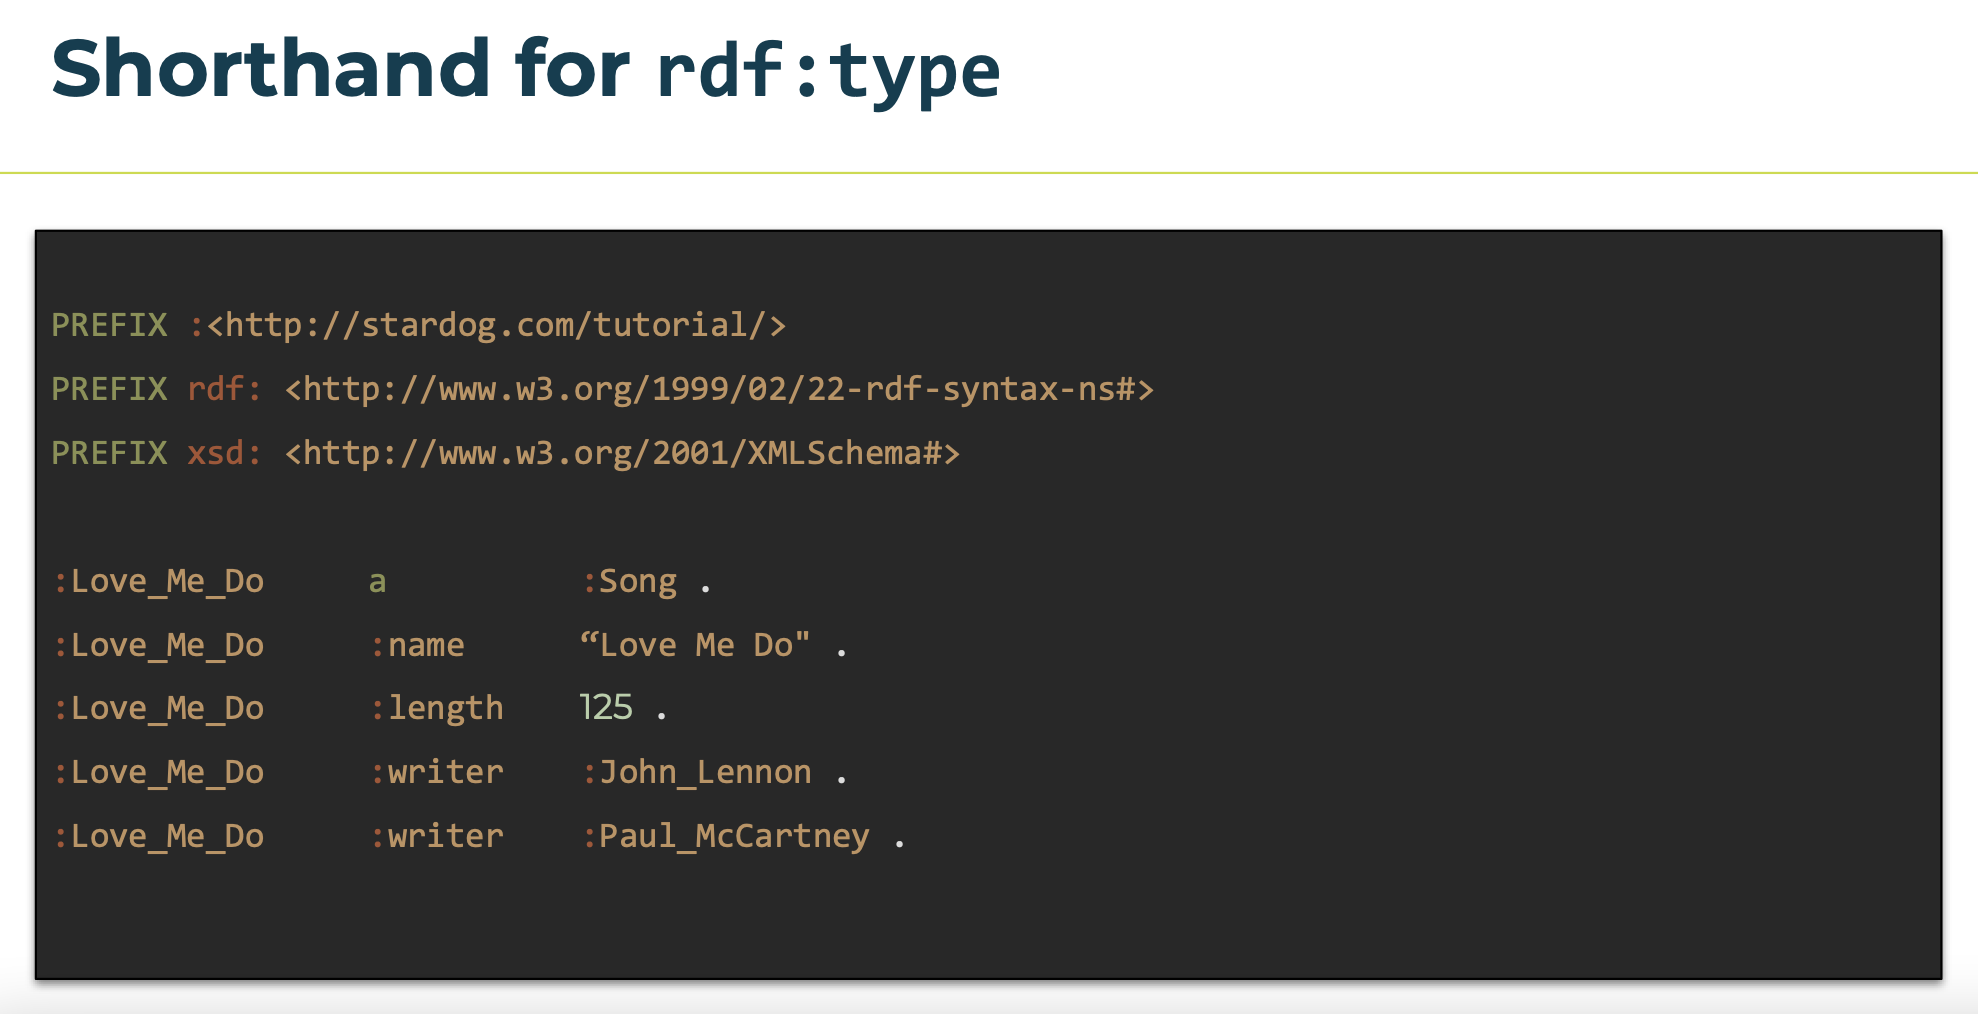 Shorthand for rdf:type
PREFIX :<http://stardog.com/tutorial/>
PREFIX rdf: <http://www.w3.org/1999/02/22-rdf-syntax-ns#>
PREFIX xsd: <http://www.w3.org/2001/XMLSchema#>
:Love_Me_Do a :Song .
:Love_Me_Do :name “Love Me Do" .
:Love_Me_Do :length 125 .
:Love_Me_Do :writer :John_Lennon .
:Love_Me_Do :writer :Paul_McCartney .